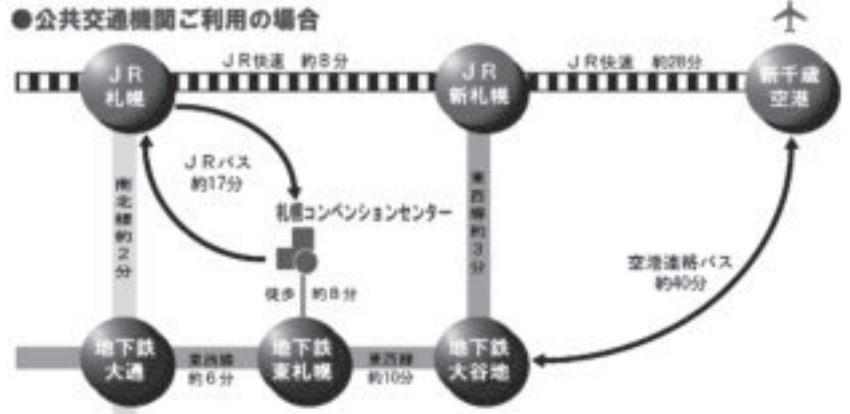 ●公共交通機関ご利用の場合
JR快速 約8分
JR快速 約28分
JR
札幌
JR
新札幌
新千歳
空港
JRバス
約17分
南北線約2分
札幌コンベンションセンター
東西線約3分
空港連絡バス
約40分
徒歩 約8分
地下鉄
大通
東西線
約6分
地下鉄
東札幌
東西線
約10分
地下鉄
大谷地